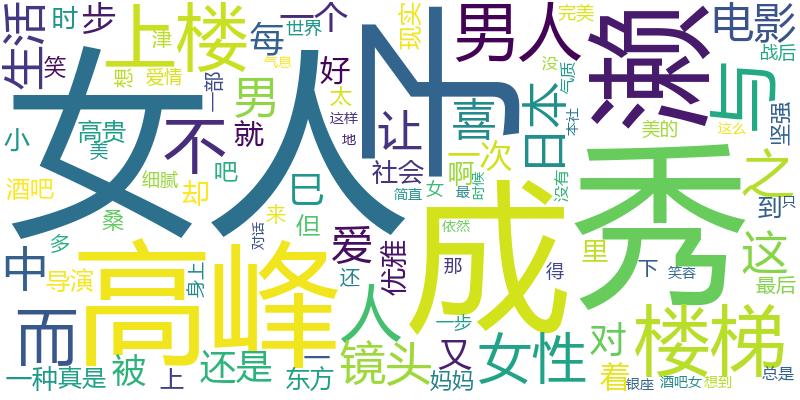 生活
时
步
上楼
一个
每
世界
现实
男人
濑
完美
电影
战后
笑
津
想
爱情
一部
气息
好
太
这样
地
女人
中
让
喜
日本
没
气质
本社
与
坚强
美的
这么
小
高贵
美
男
不
就
社会
啊
一次
没有
成
秀
之
到
只
酒吧
细腻
却
吧
巳
爱
优雅
简直
女
最
时候
桑
来
但
多
对话
依然
里
这
中
导演
身上
还
那
得
下
笑容
最后
高峰
人
而
一步
又
女性
对
楼梯
一种
真是
被
上
还是
一
东方
镜头
妈妈
着
银座
酒吧女
想到
总是